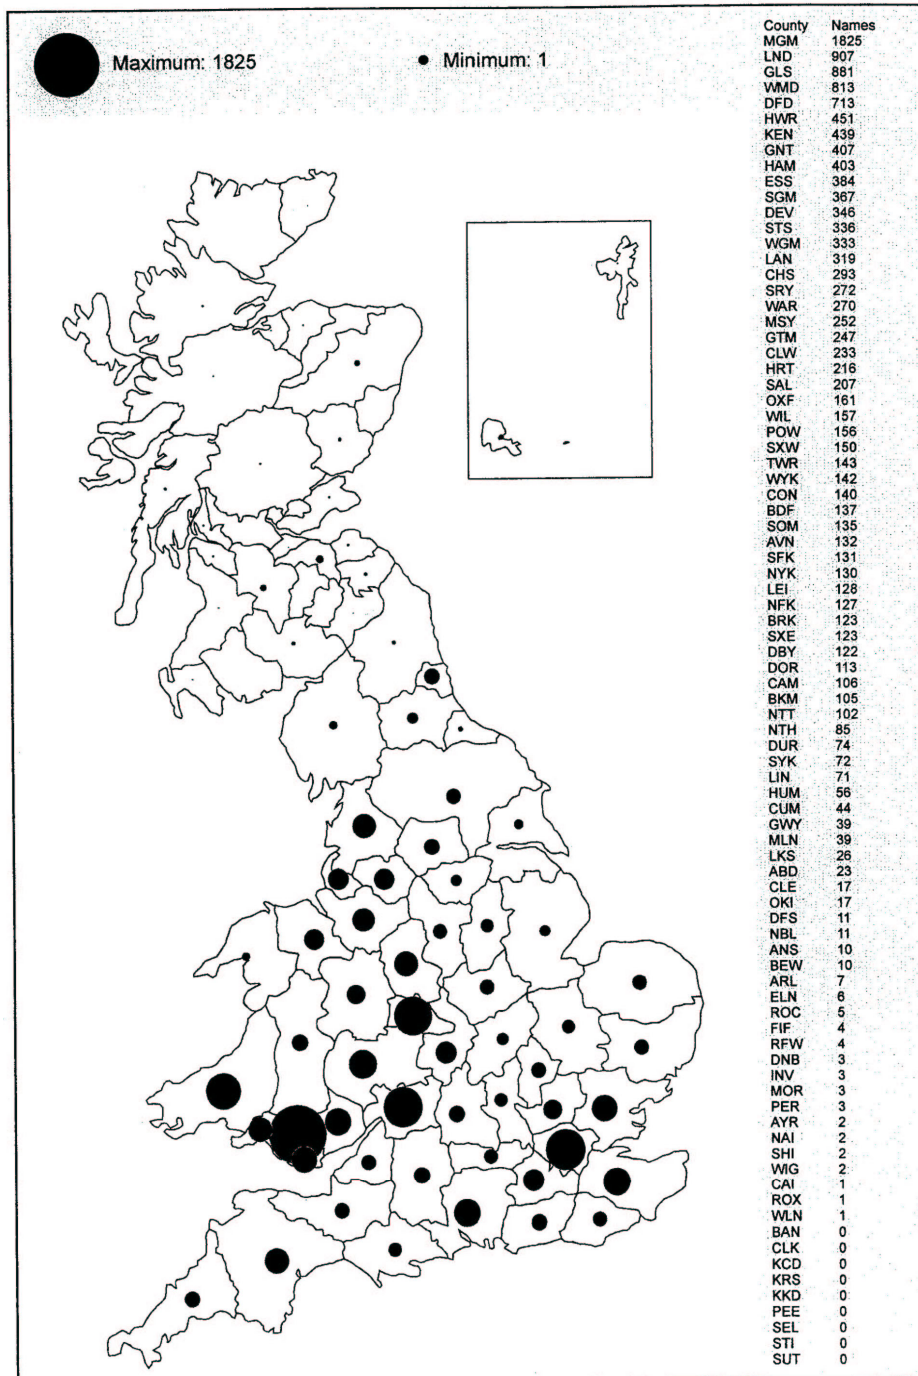 Maximum: 1825
Minimum: 1
County Names
MGM 1825
LND 907
GLS 881
WMD 813
DFD 713
HWR 451
KEN 439
GNT 407
HAM 403
ESS 384
SGM 367
DEV 346
STS 336
WGM 333
LAN 319
CHS 293
SRY 272
WAR 270
MSY 252
GTM 247
CLW 233
HRT 216
SAL 207
OXF 161
WIL 157
POW 156
SXW 150
TWR 143
WYK 142
CON 140
BDF 137
SOM 135
AVN 132
SFK 131
NYK 130
LEI 128
NFK 127
BRK 123
SXE 123
DBY 122
DOR 113
CAM 106
BKM 105
NTT 102
NTH 85
DUR 74
SYK 72
LIN 71
HUM 56
CUM 44
GWY 39
MLN 39
LKS 26
ABD 23
CLE 17
OKI 17
DFS 11
NBL 11
ANS 10
BEW 10
ARL 7
ELN 6
ROC 5
FIF 4
RFW 4
DNB 3
INV 3
MOR 3
PER 3
AYR 2
NAI 2
SHI 2
WIG 2
CAI 1
ROX 1
WLN 1
BAN 0
CLK 0
KCD 0
KRS 0
KKD 0
PEE 0
SEL 0
STI 0
SUT 0